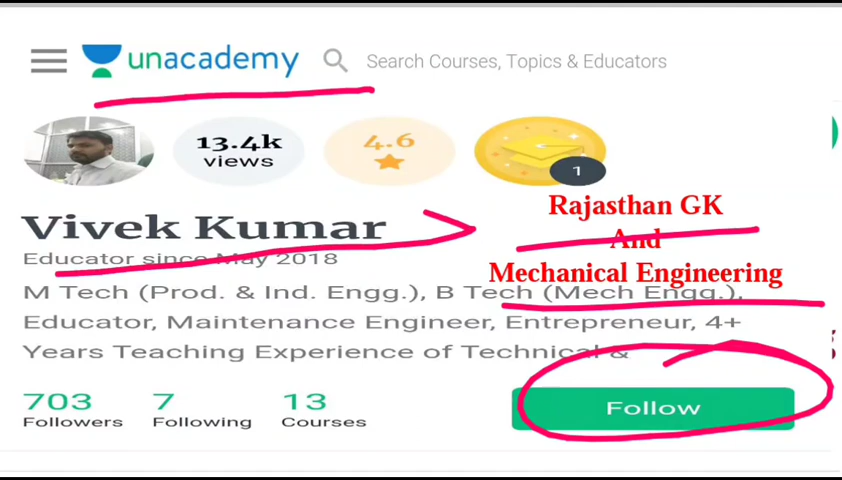 unacademy
Search Courses, Topics & Educators
13.4k
views
4.6
1
Rajasthan GK
And
Mechanical Engineering
Vivek Kumar
Educator since May 2018
M Tech (Prod. & Ind. Engg.), B Tech (Mech Engg.),
Educator, Maintenance Engineer, Entrepreneur, 4+
Years Teaching Experience of Technical &
703
Followers
7
Following
13
Courses
Follow